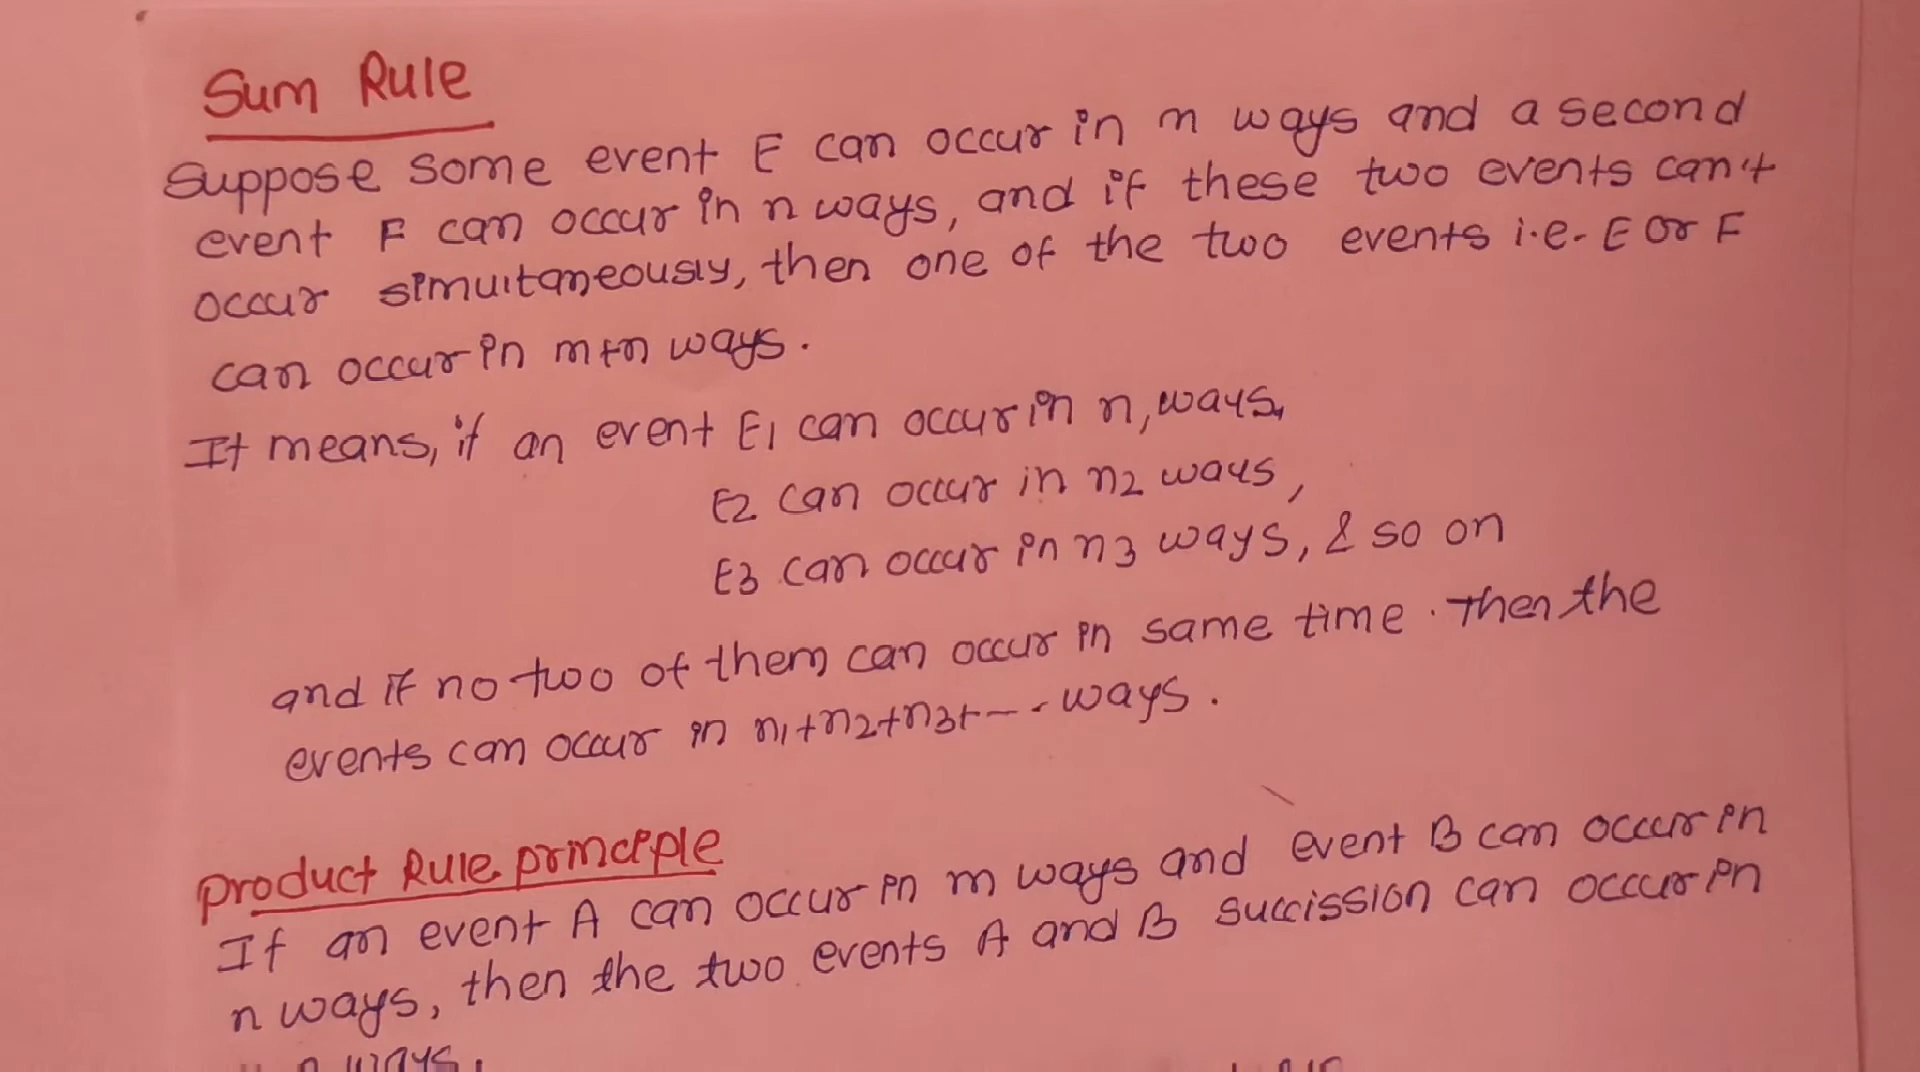 Sum Rule
Suppose some event E can occur in m ways and a second
event F can occur in n ways, and if these two events can't
occur simultaneously, then one of the two events i.e. E or F
can occur in m+n ways.
It means, if an event E1 can occur in n1 ways,
E2 can occur in n2 ways,
E3 can occur in n3 ways, & so on
and if no two of them can occur in same time. Then the
events can occur in n1+n2+n3+--- ways.
Product Rule principle
If an event A can occur in m ways and event B can occur in
n ways, then the two events A and B succission can occur in
ways.